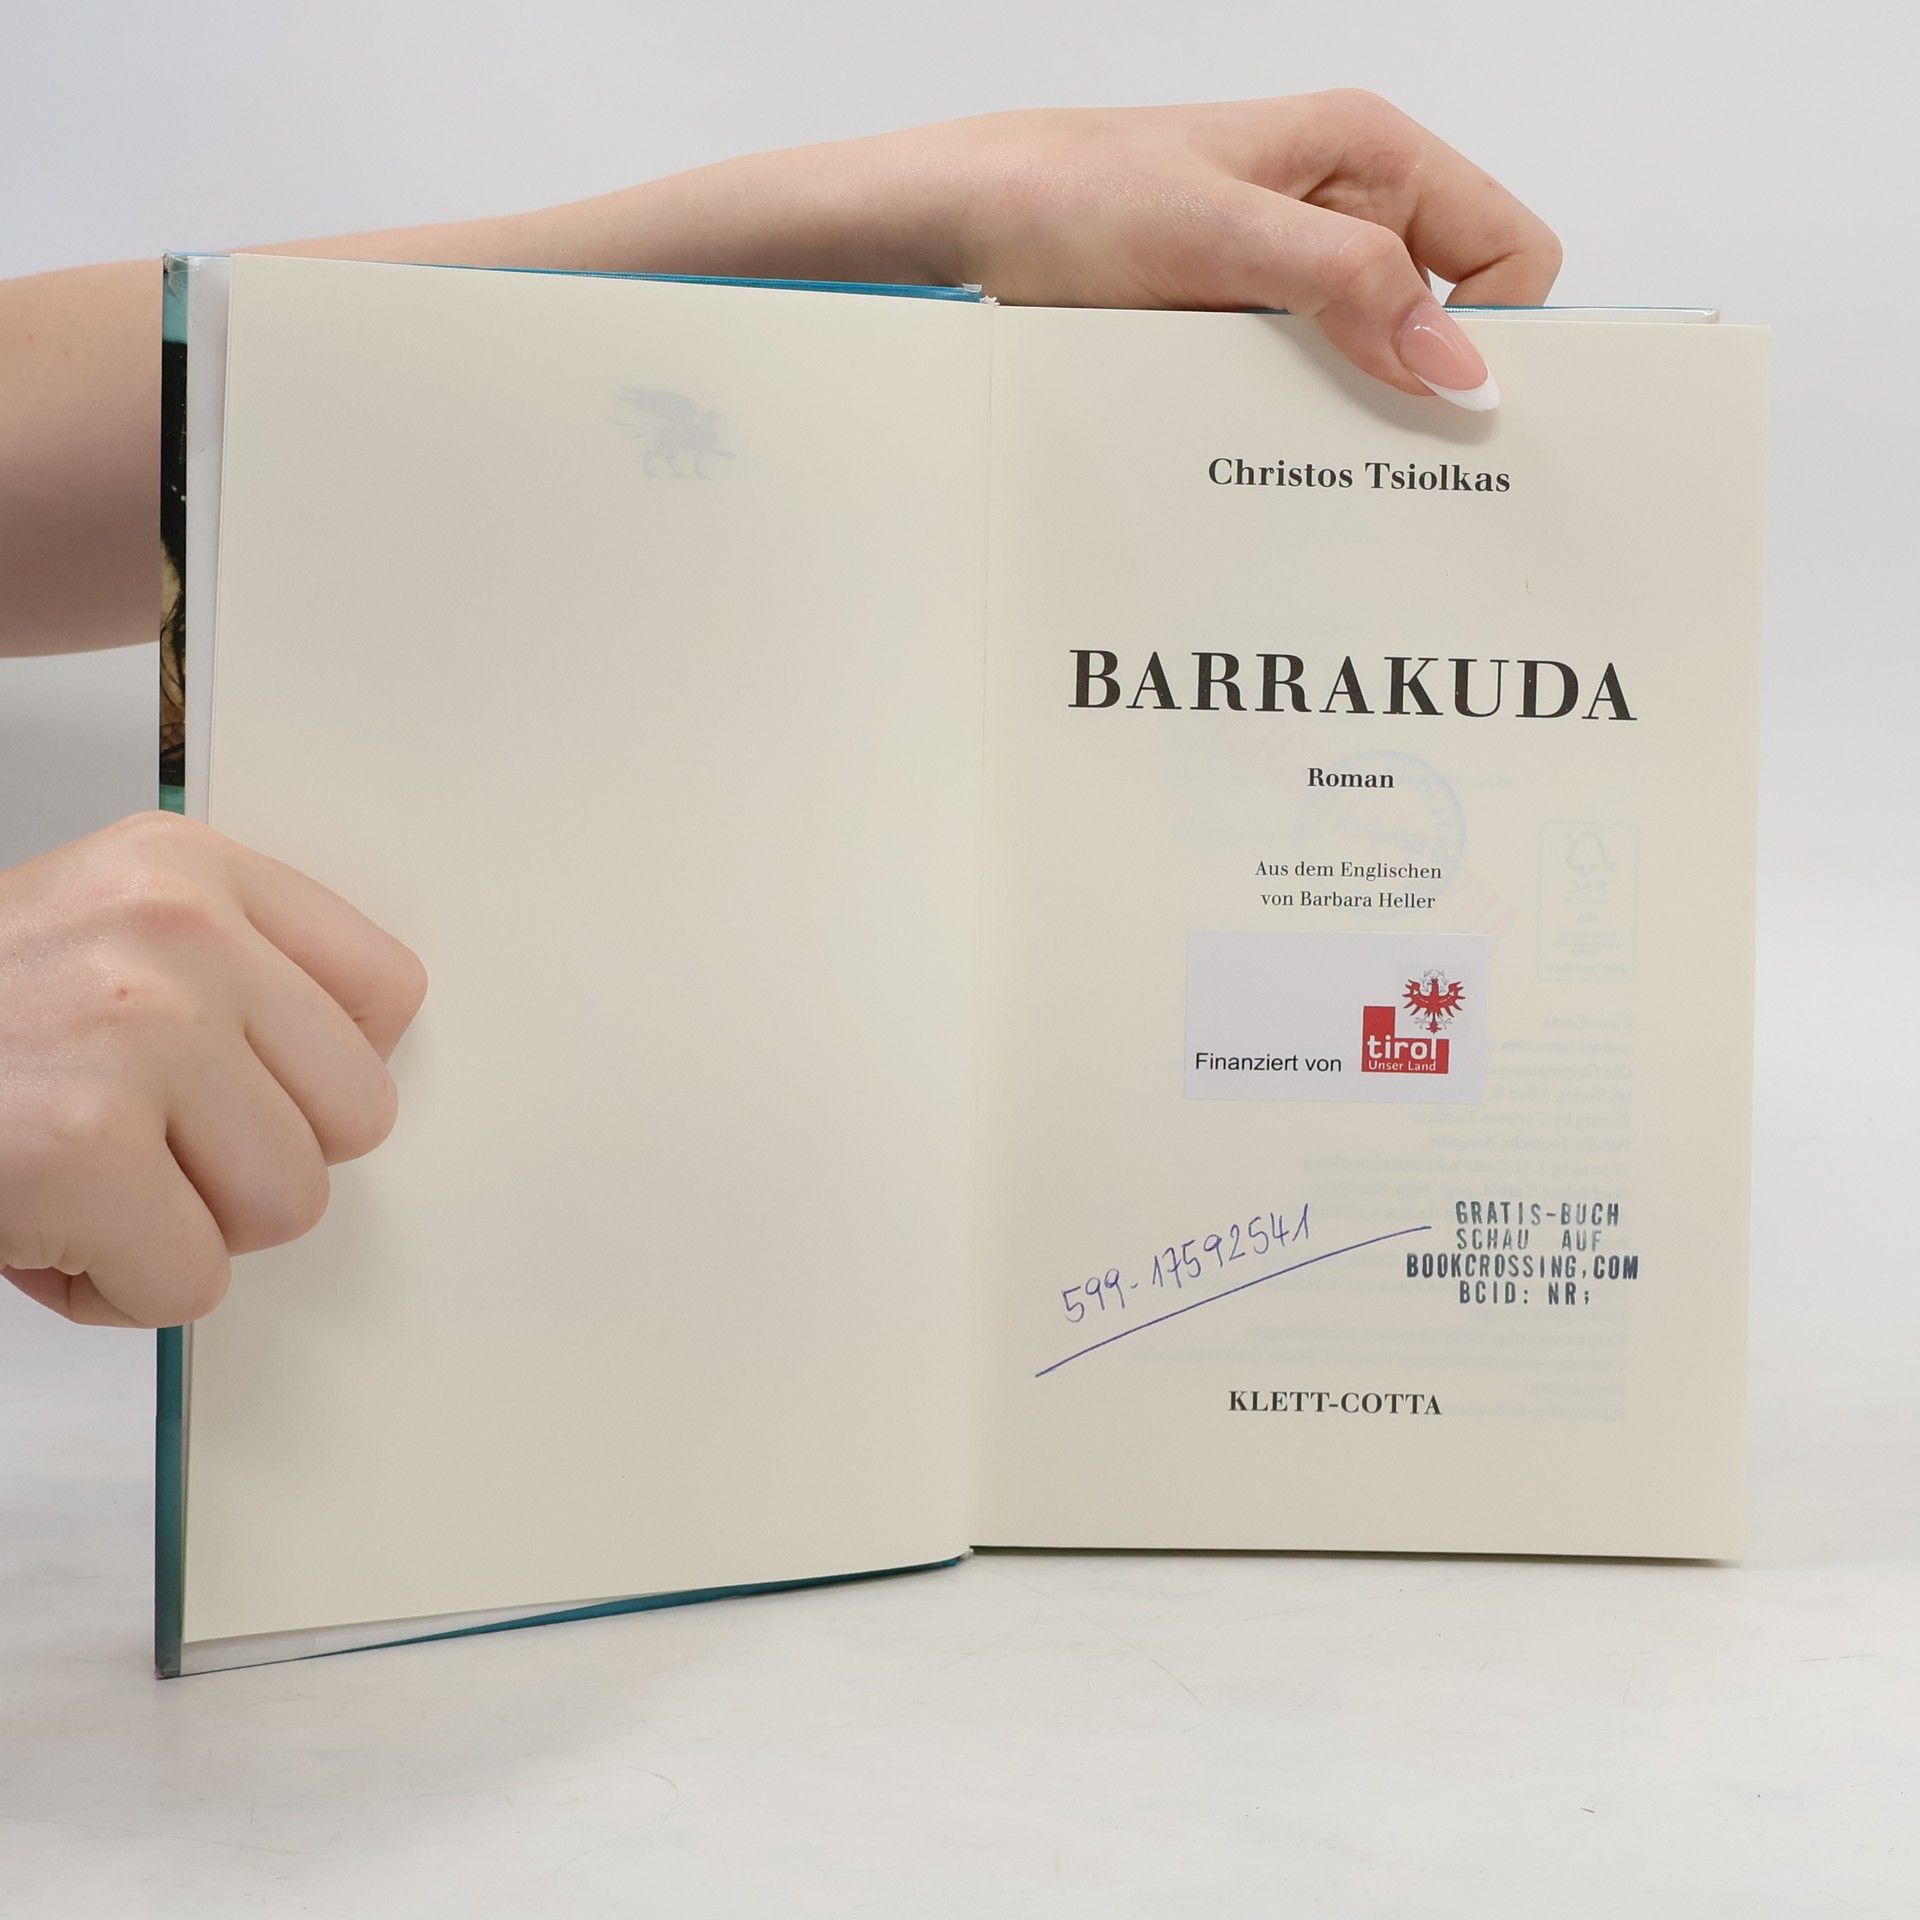 Christos Tsiolkas
BARRAKUDA
Roman
Aus dem Englischen
von Barbara Heller
Finanziert von
tirol
Unser Land
599-17592541
GRATIS-BUCH
SCHAU AUF
BOOKCROSSING.COM
BCID: NR;
KLETT-COTTA